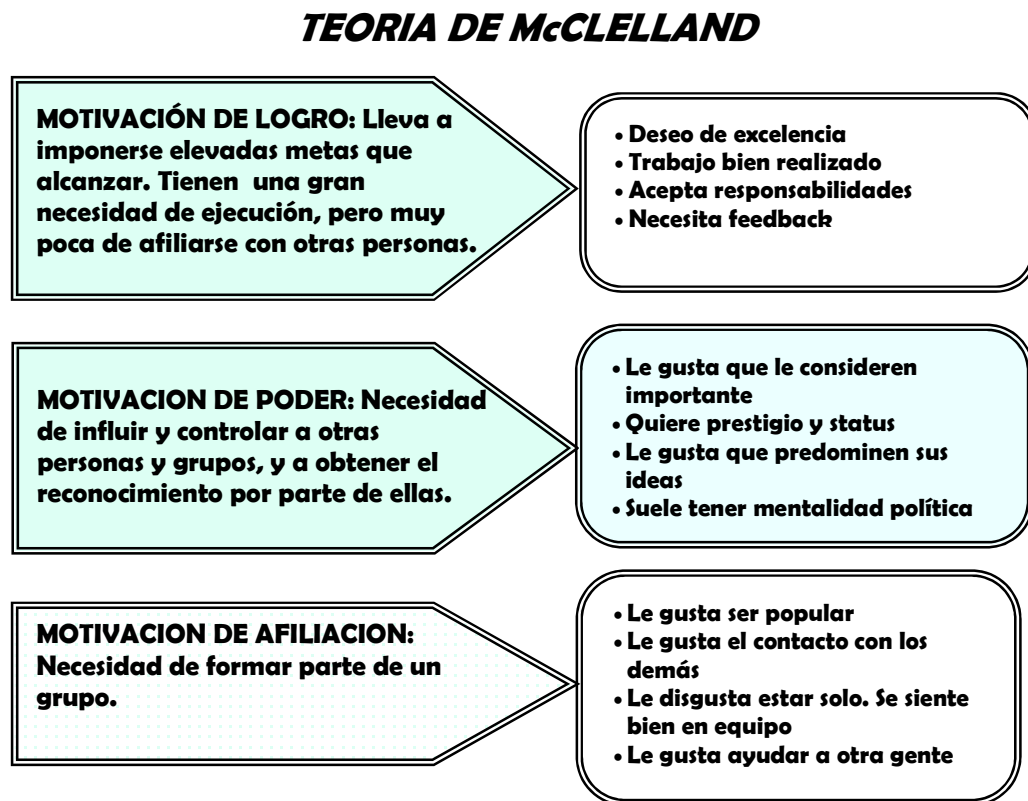 TEORIA DE McCLELLAND
MOTIVACIÓN DE LOGRO: Lleva a
imponerse elevadas metas que
alcanzar. Tienen una gran
necesidad de ejecución, pero muy
poca de afiliarse con otras personas.
• Deseo de excelencia
• Trabajo bien realizado
• Acepta responsabilidades
• Necesita feedback
MOTIVACION DE PODER: Necesidad
de influir y controlar a otras
personas y grupos, y a obtener el
reconocimiento por parte de ellas.
• Le gusta que le consideren
importante
• Quiere prestigio y status
• Le gusta que predominen sus
ideas
• Suele tener mentalidad política
MOTIVACION DE AFILIACION:
Necesidad de formar parte de un
grupo.
• Le gusta ser popular
• Le gusta el contacto con los
demás
• Le disgusta estar solo. Se siente
bien en equipo
• Le gusta ayudar a otra gente